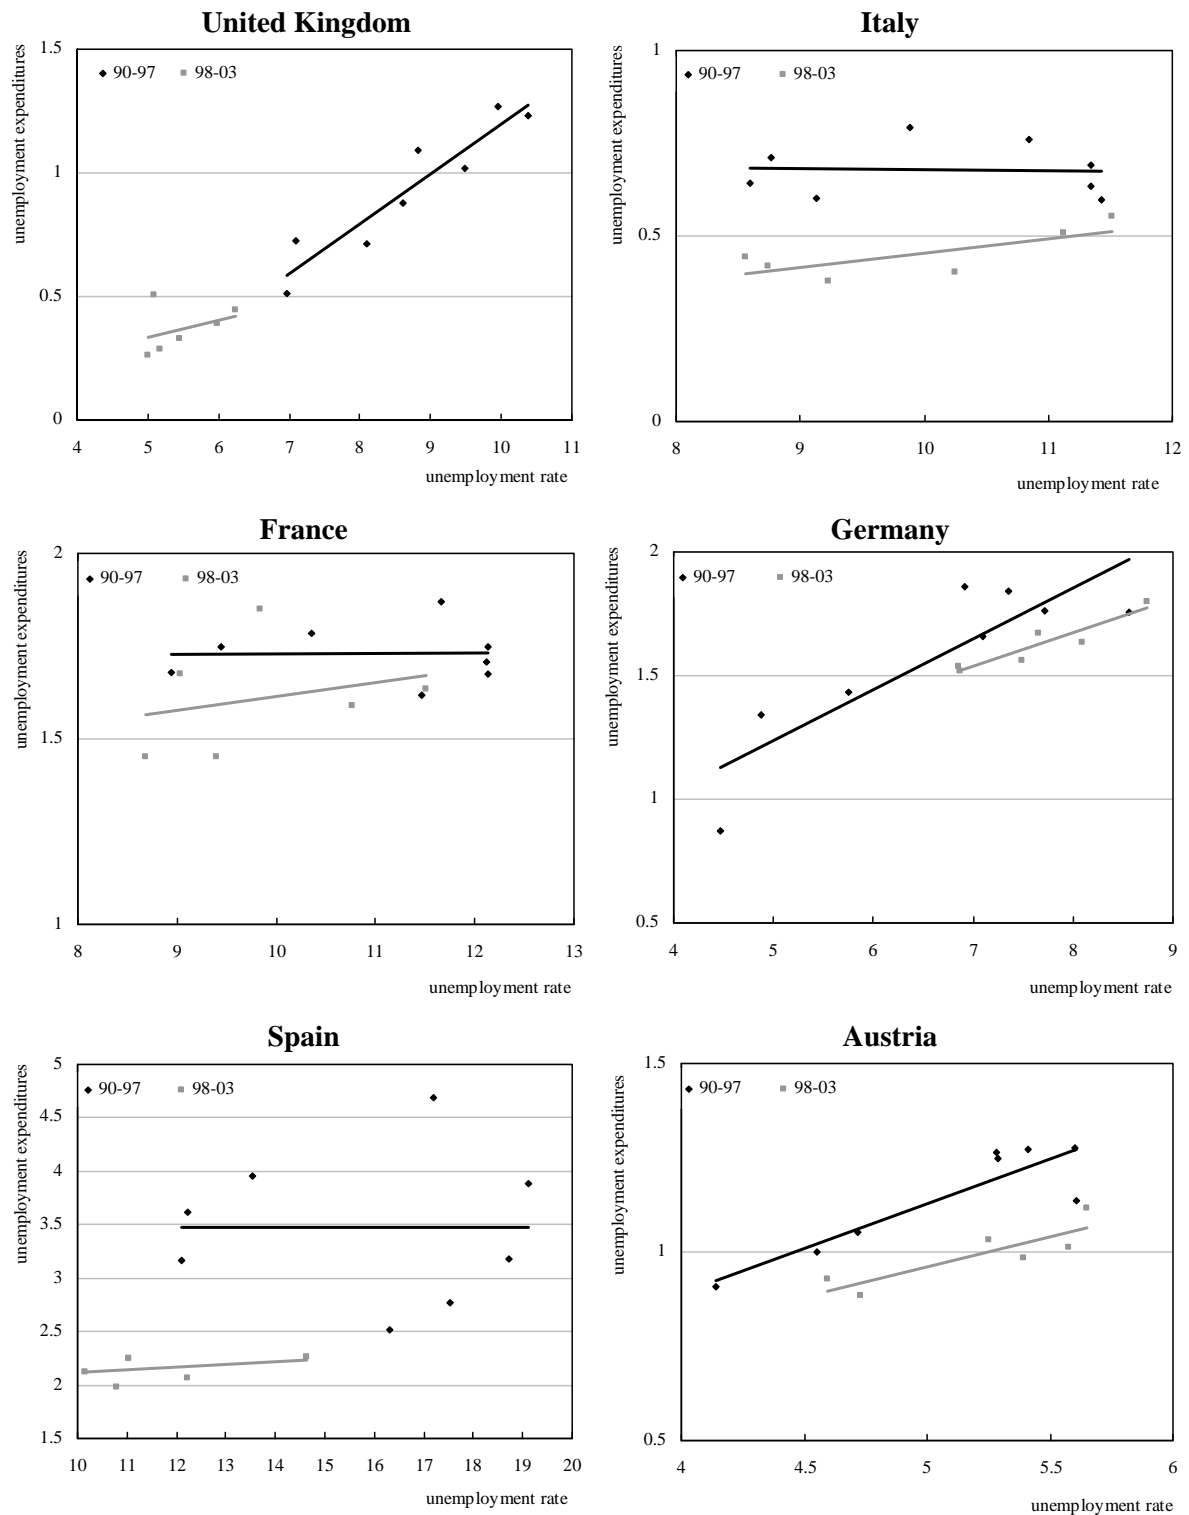 United Kingdom
unemployment expenditures
90-97 98-03
1.5
1
0.5
0
4 5 6 7 8 9 10 11
unemployment rate
Italy
unemployment expenditures
90-97 98-03
1
0.5
0
8 9 10 11 12
unemployment rate
France
unemployment expenditures
90-97 98-03
2
1.5
1
8 9 10 11 12 13
unemployment rate
Germany
unemployment expenditures
90-97 98-03
2
1.5
1
0.5
4 5 6 7 8 9
unemployment rate
Spain
unemployment expenditures
90-97 98-03
5
4.5
4
3.5
3
2.5
2
1.5
10 11 12 13 14 15 16 17 18 19 20
unemployment rate
Austria
unemployment expenditures
90-97 98-03
1.5
1
0.5
4 4.5 5 5.5 6
unemployment rate